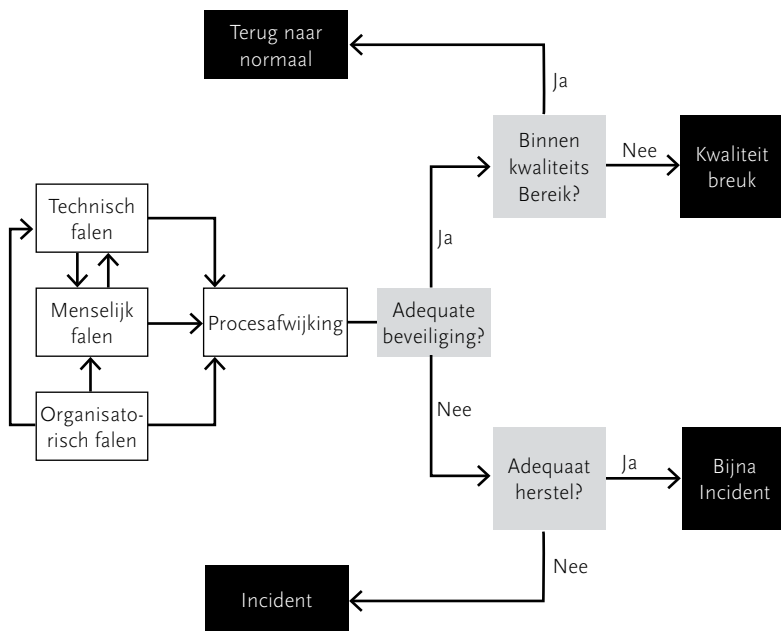 Terug naar
normaal
Ja
Binnen
kwaliteits
Bereik?
Nee
Kwaliteit
breuk
Technisch
falen
Ja
Menselijk
falen
Procesafwijking
Adequate
beveiliging?
Organisato-
risch falen
Nee
Adequaat
herstel?
Ja
Bijna
Incident
Nee
Incident